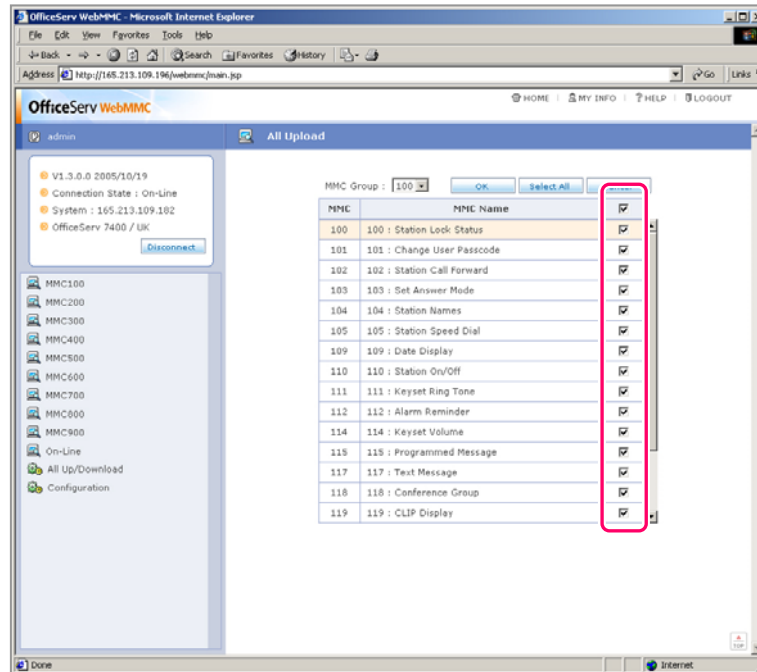 OfficeServ WebMMC - Microsoft Internet Explorer
File Edit View Favorites Tools Help
Back Search Favorites History
Address http://165.213.109.196/webmmc/main.jsp Go Links
OfficeServ WebMMC HOME | MY INFO | ? HELP | LOGOUT
admin All Upload
V1.3.0.0 2005/10/19
Connection State : On-Line
System : 165.213.109.182
OfficeServ 7400 / UK
Disconnect
MMC100
MMC200
MMC300
MMC400
MMC500
MMC600
MMC700
MMC800
MMC900
On-Line
All Up/Download
Configuration
MMC Group : 100 OK Select All
MMC MMC Name
100 100 : Station Lock Status
101 101 : Change User Passcode
102 102 : Station Call Forward
103 103 : Set Answer Mode
104 104 : Station Names
105 105 : Station Speed Dial
109 109 : Date Display
110 110 : Station On/Off
111 111 : Keyset Ring Tone
112 112 : Alarm Reminder
114 114 : Keyset Volume
115 115 : Programmed Message
117 117 : Text Message
118 118 : Conference Group
119 119 : CLIP Display
TOP
Done Internet